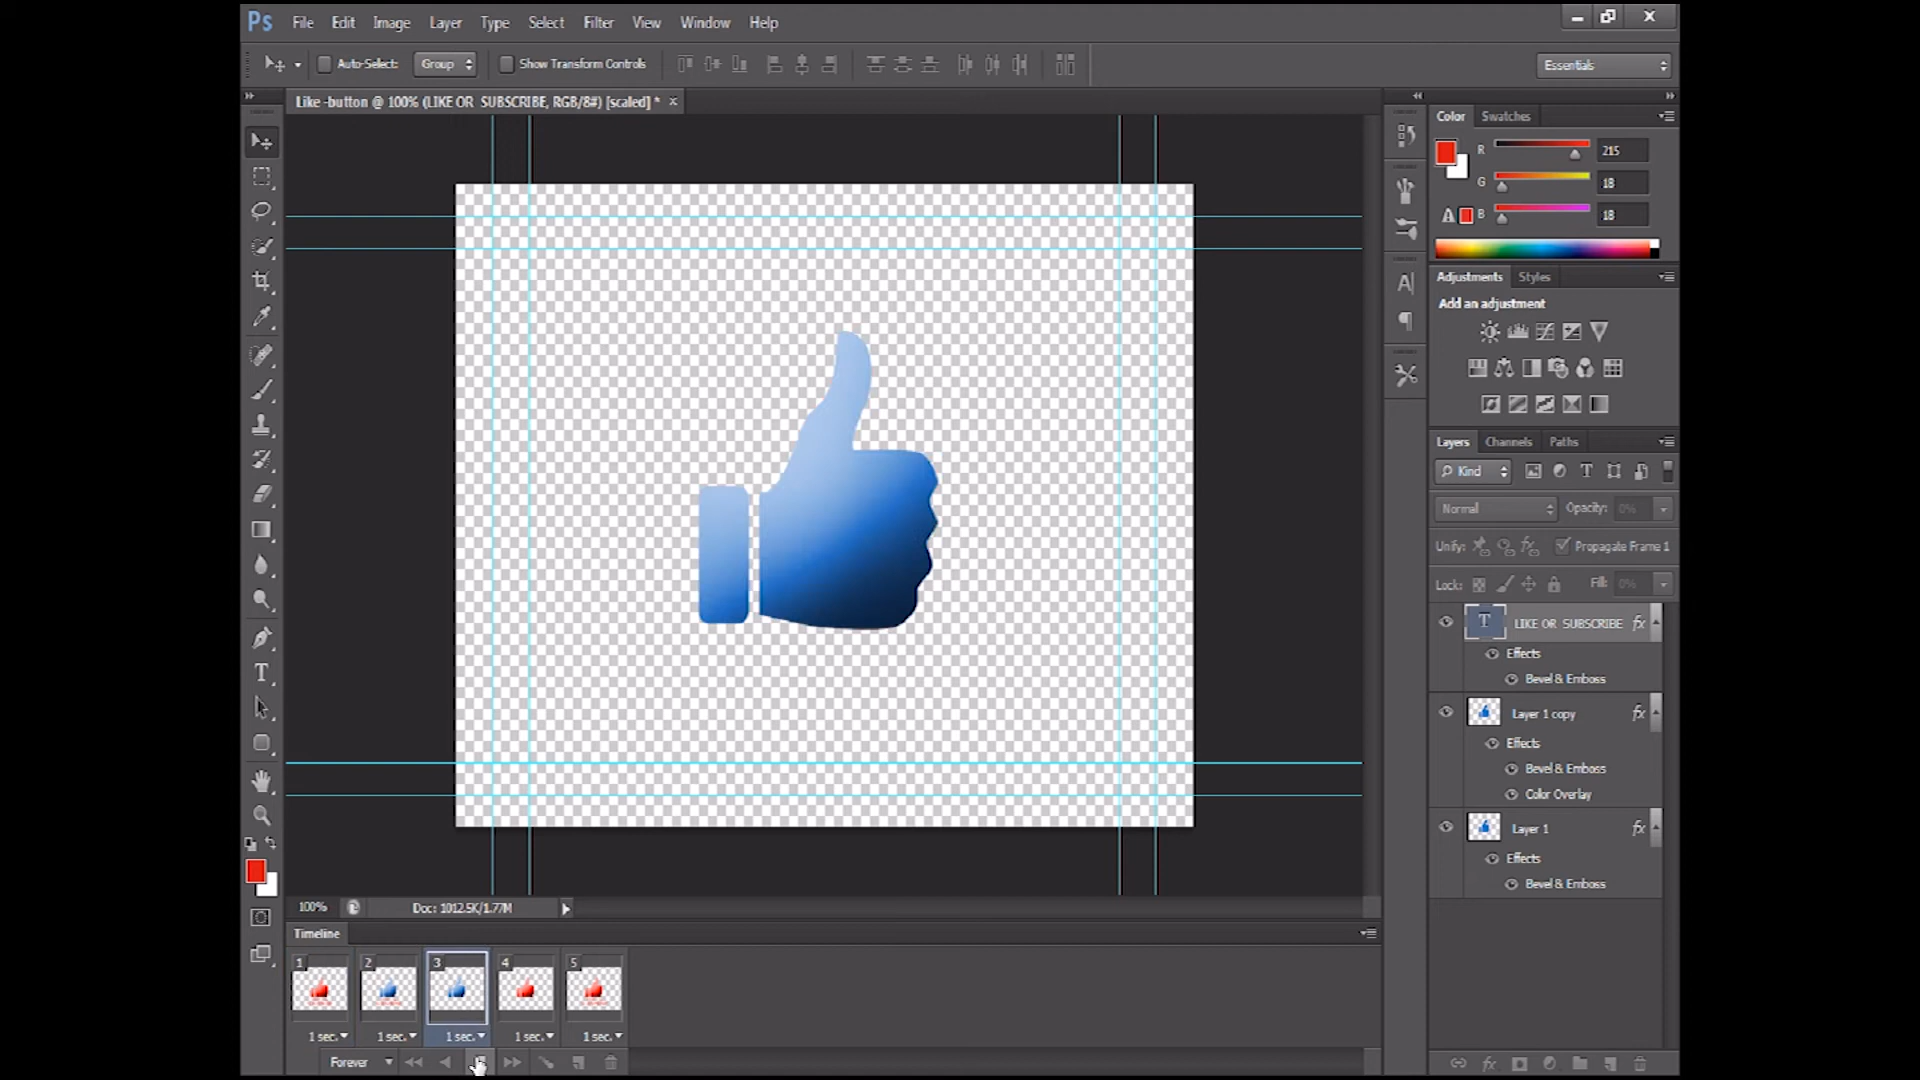 Ps File Edit Image Layer Type Select Filter View Window Help
Auto-Select: Group Show Transform Controls Essentials
Like -button @ 100% (LIKE OR SUBSCRIBE, RGB/8#) [scaled] * ×
Color Swatches
R 215
G 18
B 18
Adjustments Styles
Add an adjustment
Layers Channels Paths
Kind
Normal Opacity: 0%
Unify: Propagate Frame 1
Lock: Fill: 0%
T LIKE OR SUBSCRIBE fx
Effects
Bevel & Emboss
Layer 1 copy fx
Effects
Bevel & Emboss
Color Overlay
Layer 1 fx
Effects
Bevel & Emboss
100% Doc: 1012.5K/1.77M
Timeline
1 2 3 4 5
1 sec. 1 sec. 1 sec. 1 sec. 1 sec.
Forever